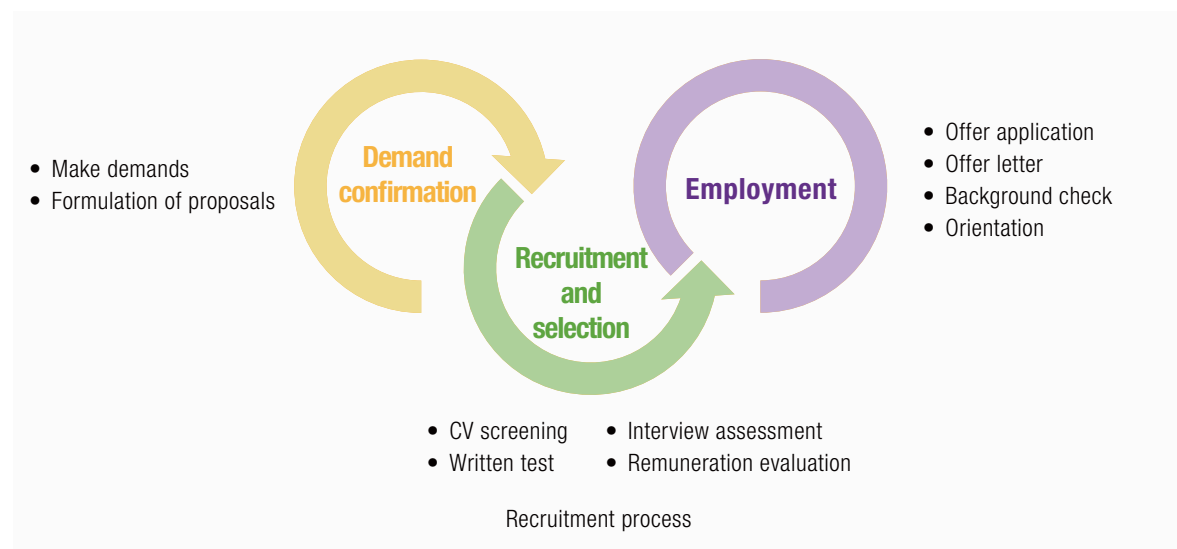 • Make demands
• Formulation of proposals
Demand
confirmation
Recruitment
and
selection
• CV screening
• Written test
• Interview assessment
• Remuneration evaluation
Employment
• Offer application
• Offer letter
• Background check
• Orientation
Recruitment process